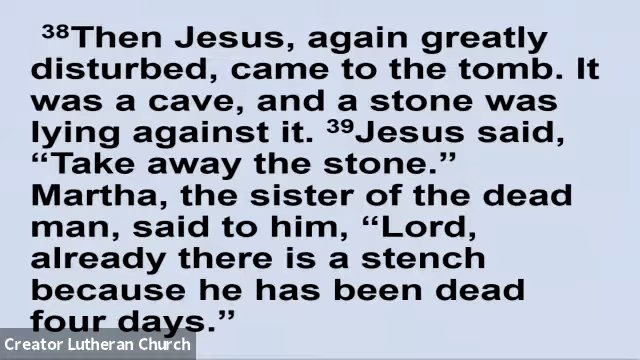 ³⁸Then Jesus, again greatly
disturbed, came to the tomb. It
was a cave, and a stone was
lying against it. ³⁹Jesus said,
“Take away the stone.”
Martha, the sister of the dead
man, said to him, “Lord,
already there is a stench
because he has been dead
four days.”
Creator Lutheran Church